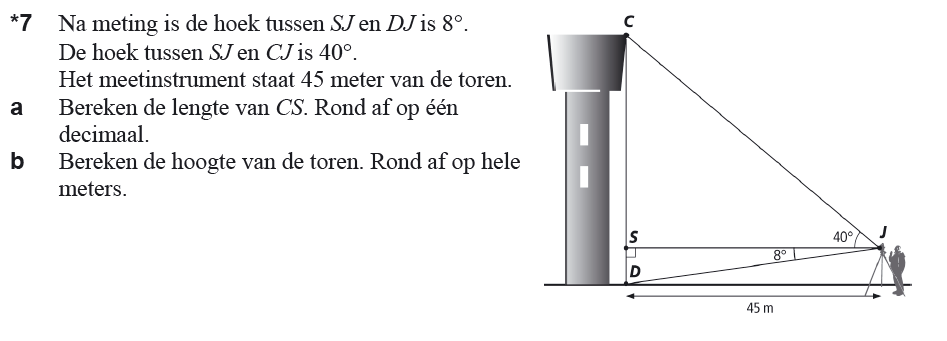 *7 Na meting is de hoek tussen SJ en DJ is 8°.
De hoek tussen SJ en CJ is 40°.
Het meetinstrument staat 45 meter van de toren.
a Bereken de lengte van CS. Rond af op één
decimaal.
b Bereken de hoogte van de toren. Rond af op hele
meters.
C
S
40°
J
8°
D
45 m